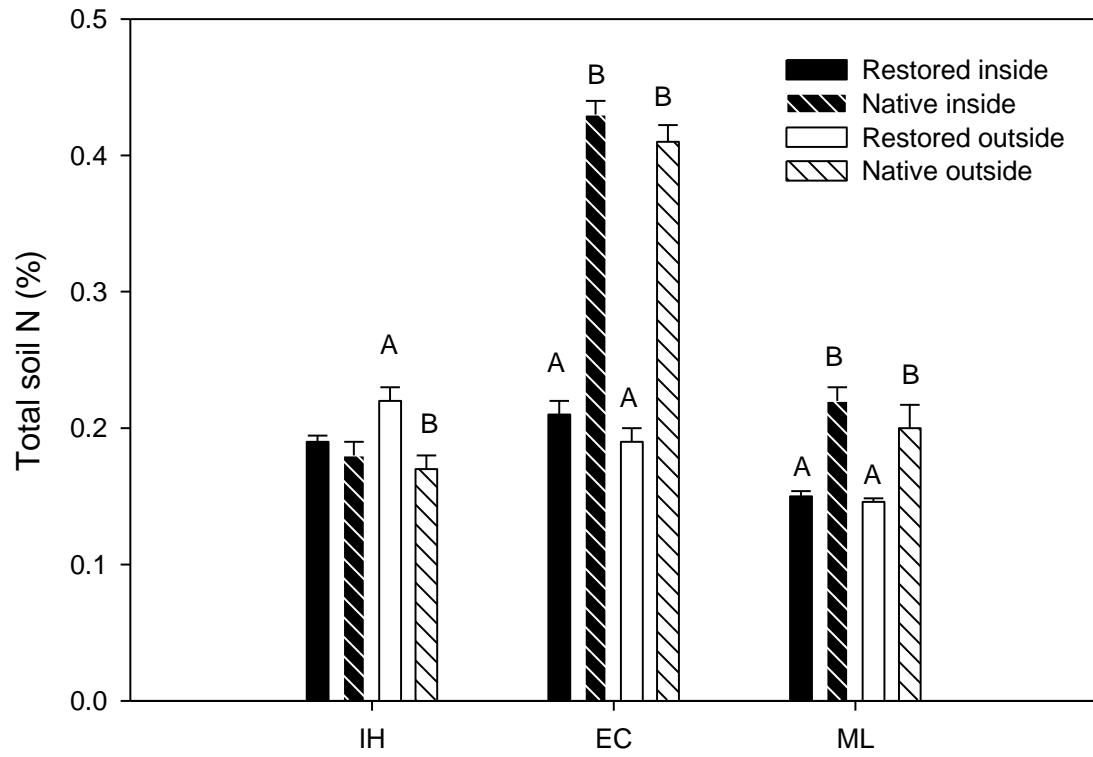 0.5
0.4
0.3
0.2
0.1
0.0
Total soil N (%)
Restored inside
Native inside
Restored outside
Native outside
A
B
A
B
A
B
A
B
A
B
IH
EC
ML